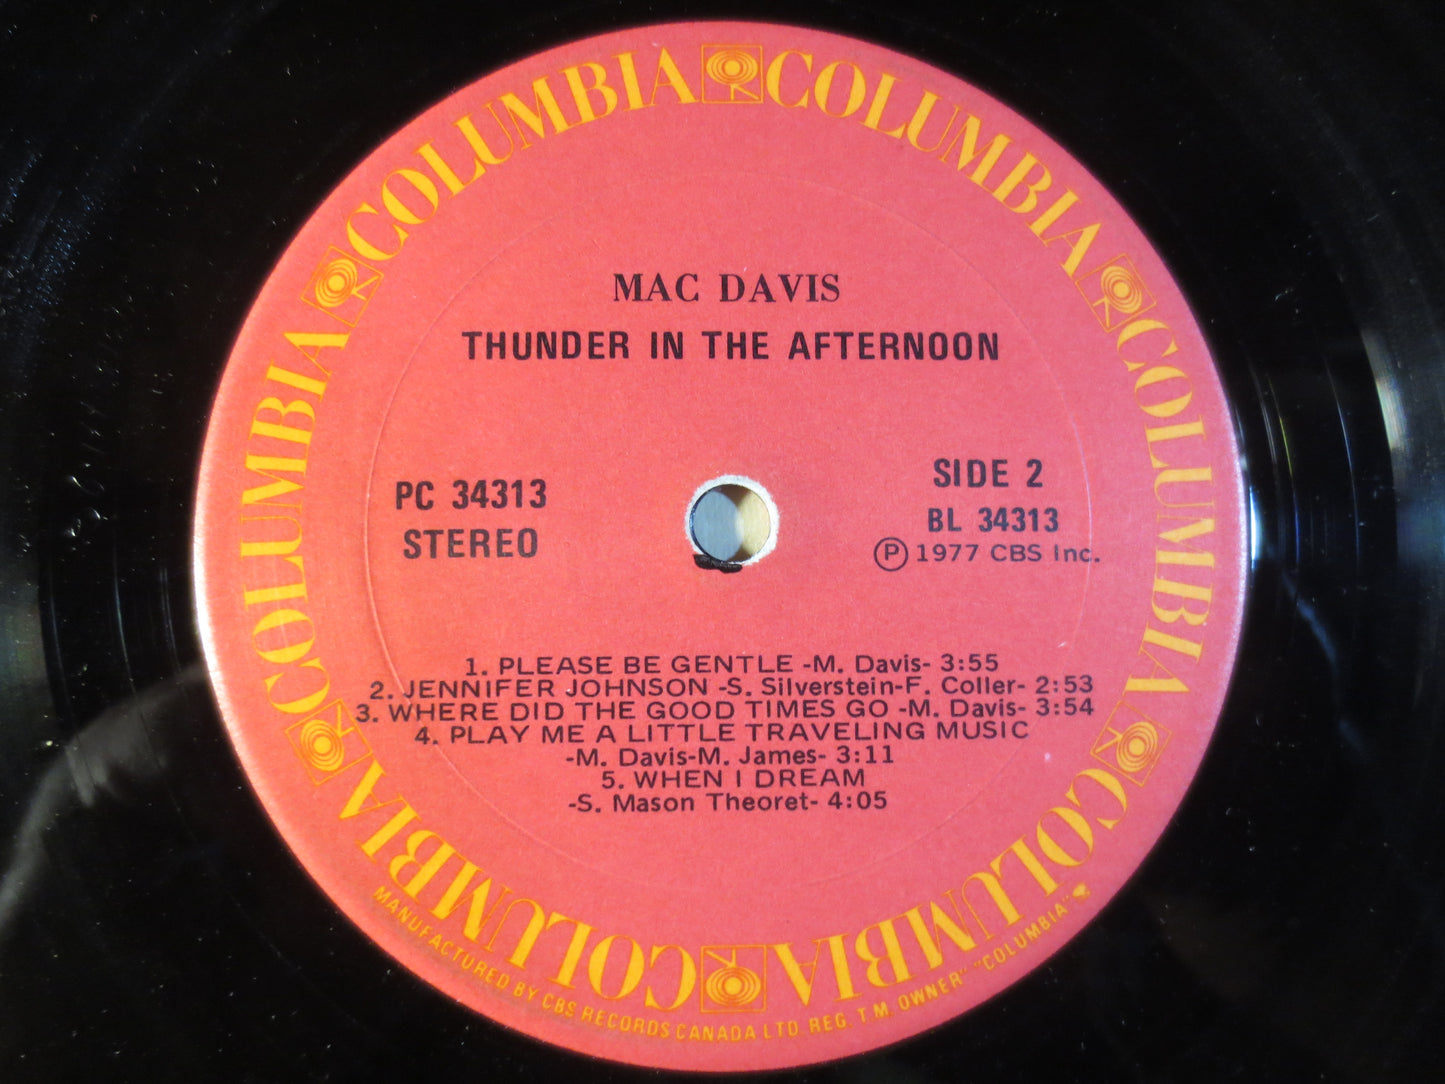 COLUMBIA COLUMBIA COLUMBIA COLUMBIA COLUMBIA COLUMBIA
MAC DAVIS
THUNDER IN THE AFTERNOON
PC 34313
STEREO
SIDE 2
BL 34313
Ⓟ 1977 CBS Inc.
1. PLEASE BE GENTLE -M. Davis- 3:55
2. JENNIFER JOHNSON -S. Silverstein-F. Coller- 2:53
3. WHERE DID THE GOOD TIMES GO -M. Davis- 3:54
4. PLAY ME A LITTLE TRAVELING MUSIC
-M. Davis-M. James- 3:11
5. WHEN I DREAM
-S. Mason Theoret- 4:05
MANUFACTURED BY CBS RECORDS CANADA LTD. REG. T.M. OWNER" "COLUMBIA"